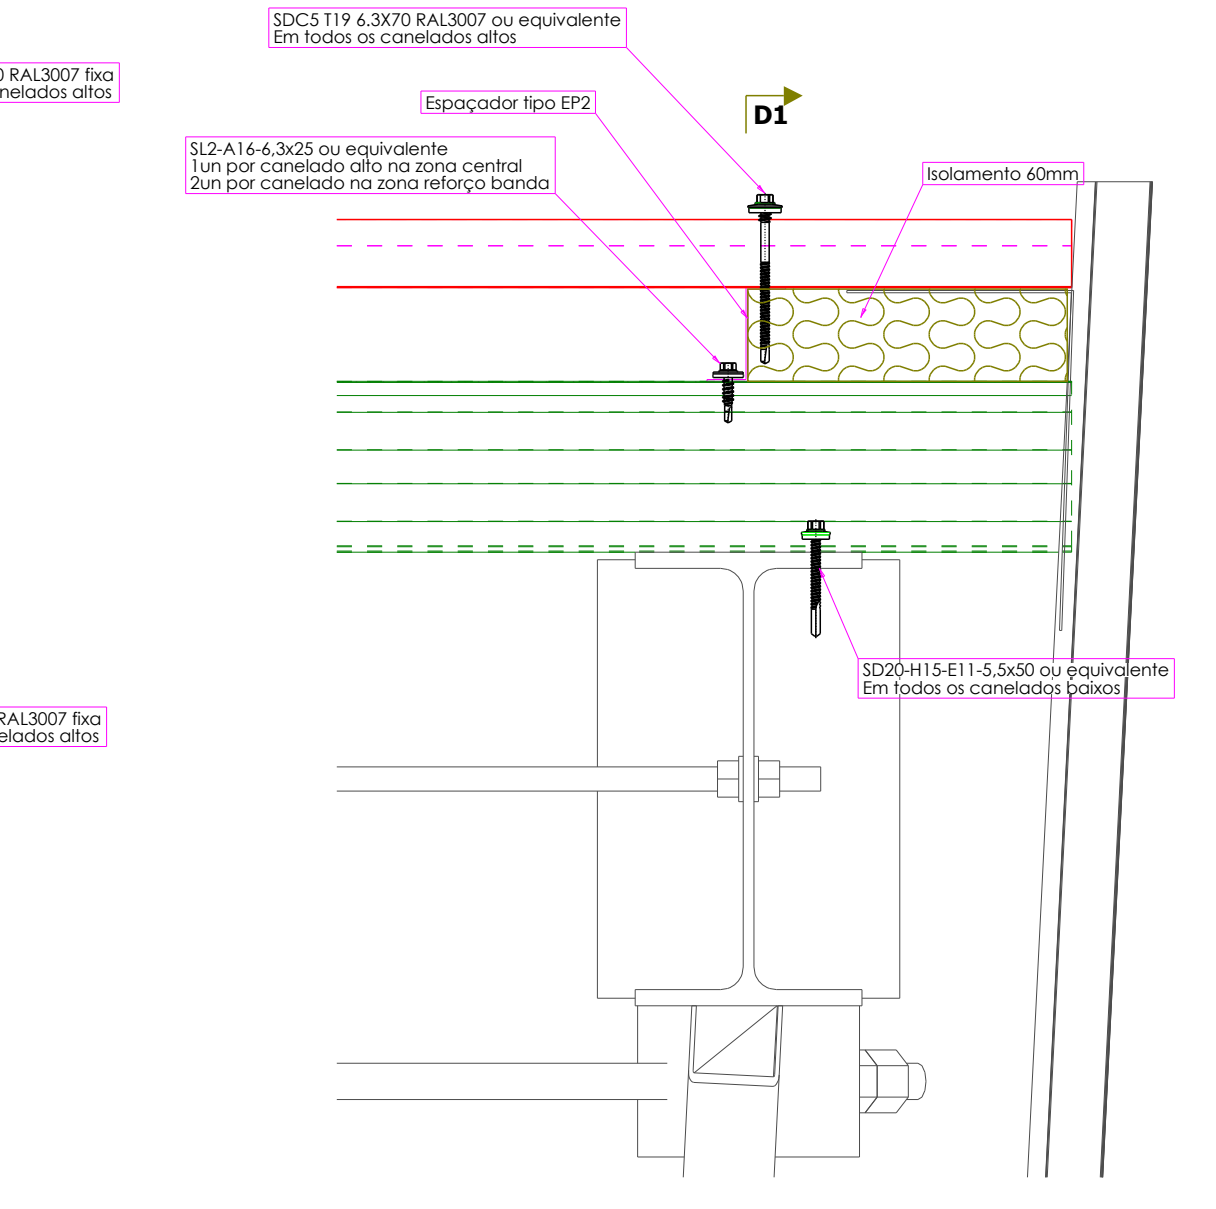 SDC5 T19 6.3X70 RAL3007 ou equivalente
Em todos os canelados altos
0 RAL3007 fixa
nelados altos
Espaçador tipo EP2
D1
SL2-A16-6,3x25 ou equivalente
1un por canelado alto na zona central
2un por canelado na zona reforço banda
Isolamento 60mm
SD20-H15-E11-5,5x50 ou equivalente
Em todos os canelados baixos
RAL3007 fixa
elados altos